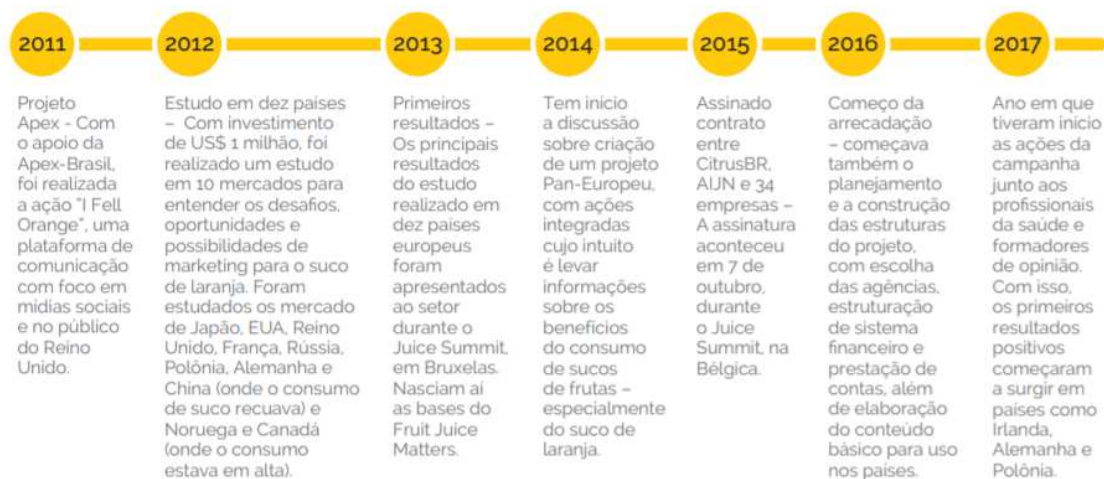 2011
Projeto
Apex - Com
o apoio da
Apex-Brasil,
foi realizada
a ação "I Fell
Orange", uma
plataforma de
comunicação
com foco em
mídias sociais
e no público
do Reino
Unido.
2012
Estudo em dez países
– Com investimento
de US$ 1 milhão, foi
realizado um estudo
em 10 mercados para
entender os desafios,
oportunidades e
possibilidades de
marketing para o suco
de laranja. Foram
estudados os mercado
de Japão, EUA, Reino
Unido, França, Rússia,
Polônia, Alemanha e
China (onde o consumo
de suco recuava) e
Noruega e Canadá
(onde o consumo
estava em alta).
2013
Primeiros
resultados –
Os principais
resultados
do estudo
realizado em
dez países
europeus
foram
apresentados
ao setor
durante o
Juice Summit,
em Bruxelas.
Nasciam aí
as bases do
Fruit Juice
Matters.
2014
Tem início
a discussão
sobre criação
de um projeto
Pan-Europeu,
com ações
integradas
cujo intuito
é levar
informações
sobre os
benefícios
do consumo
de sucos
de frutas –
especialmente
do suco de
laranja.
2015
Assinado
contrato
entre
CitrusBR,
AIJN e 34
empresas –
A assinatura
aconteceu
em 7 de
outubro,
durante
o Juice
Summit, na
Bélgica.
2016
Começo da
arrecadação
– começava
também o
planejamento
e a construção
das estruturas
do projeto,
com escolha
das agências,
estruturação
de sistema
financeiro e
prestação de
contas, além
de elaboração
do conteúdo
básico para uso
nos países.
2017
Ano em que
tiveram início
as ações da
campanha
junto aos
profissionais
da saúde e
formadores
de opinião.
Com isso,
os primeiros
resultados
positivos
começaram
a surgir em
países como
Irlanda,
Alemanha e
Polônia.